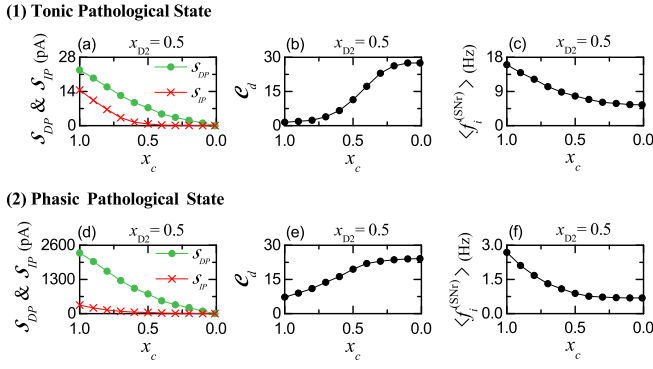 (1) Tonic Pathological State
(a) x_D2 = 0.5
S_DP & S_IP (pA)
28
14
0
S_DP
S_IP
1.0 0.5 0.0
x_c
(b) x_D2 = 0.5
C_d
30
15
0
1.0 0.5 0.0
x_c
(c) x_D2 = 0.5
<f_i^(SNr)> (Hz)
18
9
0
1.0 0.5 0.0
x_c
(2) Phasic Pathological State
(d) x_D2 = 0.5
S_DP & S_IP (pA)
2600
1300
0
S_DP
S_IP
1.0 0.5 0.0
x_c
(e) x_D2 = 0.5
C_d
30
15
0
1.0 0.5 0.0
x_c
(f) x_D2 = 0.5
<f_i^(SNr)> (Hz)
3.0
1.5
0.0
1.0 0.5 0.0
x_c